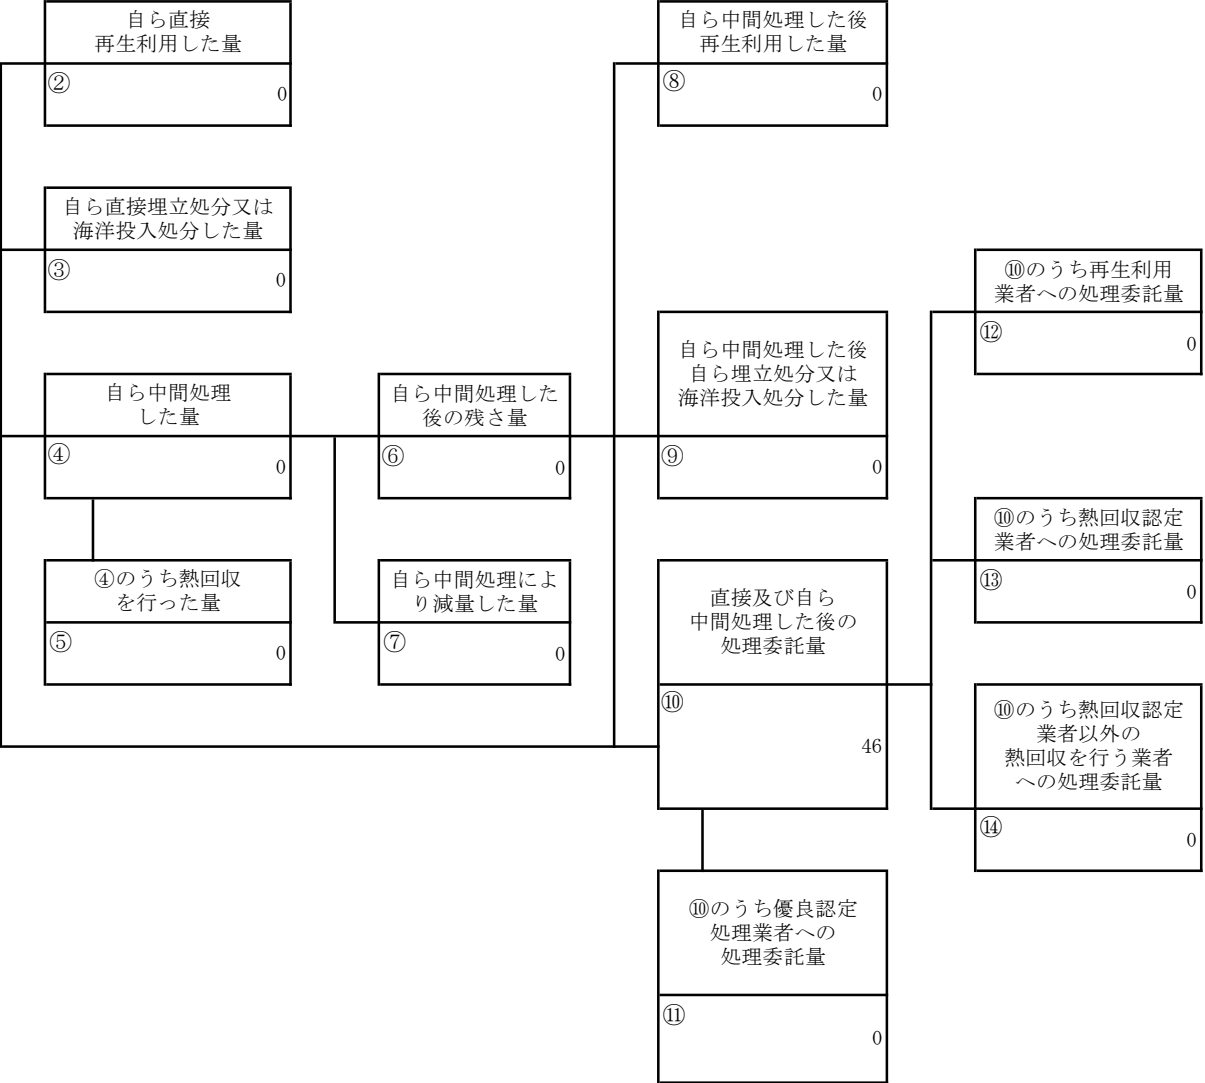 自ら直接
再生利用した量
②
0
自ら直接埋立処分又は
海洋投入処分した量
③
0
自ら中間処理
した量
④
0
④のうち熱回収
を行った量
⑤
0
自ら中間処理した
後の残さ量
⑥
0
自ら中間処理によ
り減量した量
⑦
0
自ら中間処理した後
再生利用した量
⑧
0
自ら中間処理した後
自ら埋立処分又は
海洋投入処分した量
⑨
0
直接及び自ら
中間処理した後の
処理委託量
⑩
46
⑩のうち優良認定
処理業者への
処理委託量
⑪
0
⑩のうち再生利用
業者への処理委託量
⑫
0
⑩のうち熱回収認定
業者への処理委託量
⑬
0
⑩のうち熱回収認定
業者以外の
熱回収を行う業者
への処理委託量
⑭
0